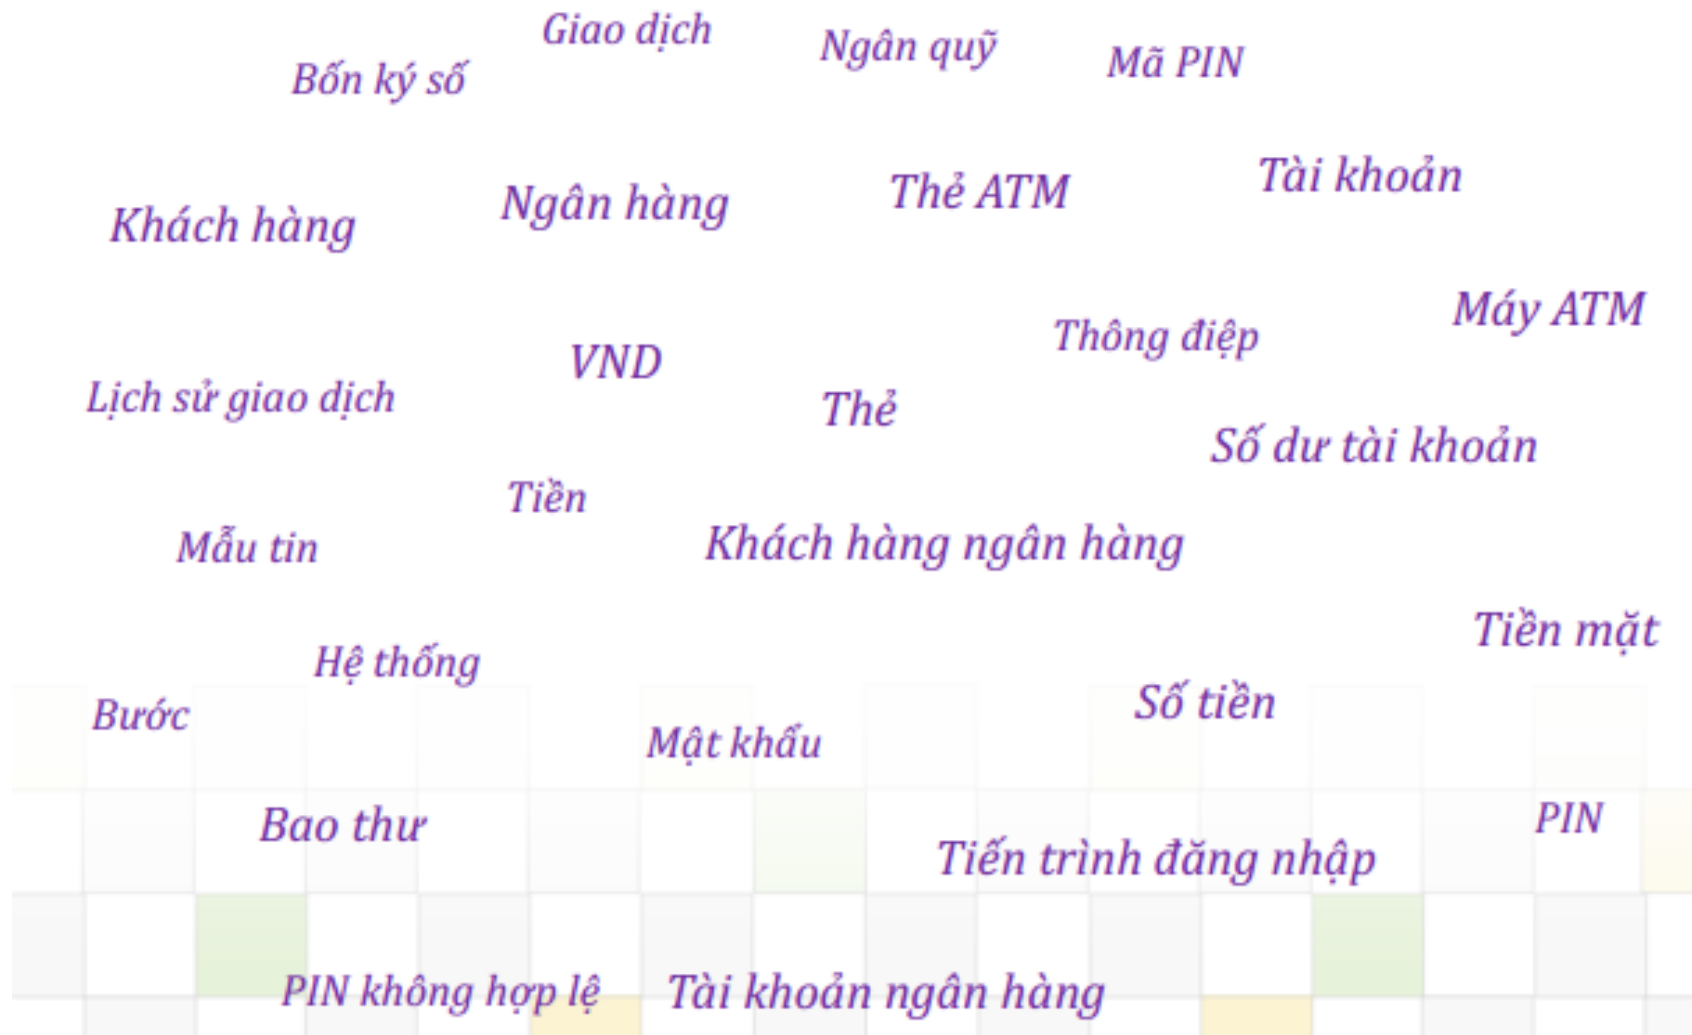 Giao dịch
Ngân quỹ
Mã PIN
Bốn ký số
Tài khoản
Thẻ ATM
Ngân hàng
Khách hàng
Máy ATM
Thông điệp
VND
Lịch sử giao dịch
Thẻ
Số dư tài khoản
Tiền
Mẫu tin
Khách hàng ngân hàng
Tiền mặt
Hệ thống
Số tiền
Bước
Mật khẩu
Bao thư
PIN
Tiến trình đăng nhập
PIN không hợp lệ
Tài khoản ngân hàng